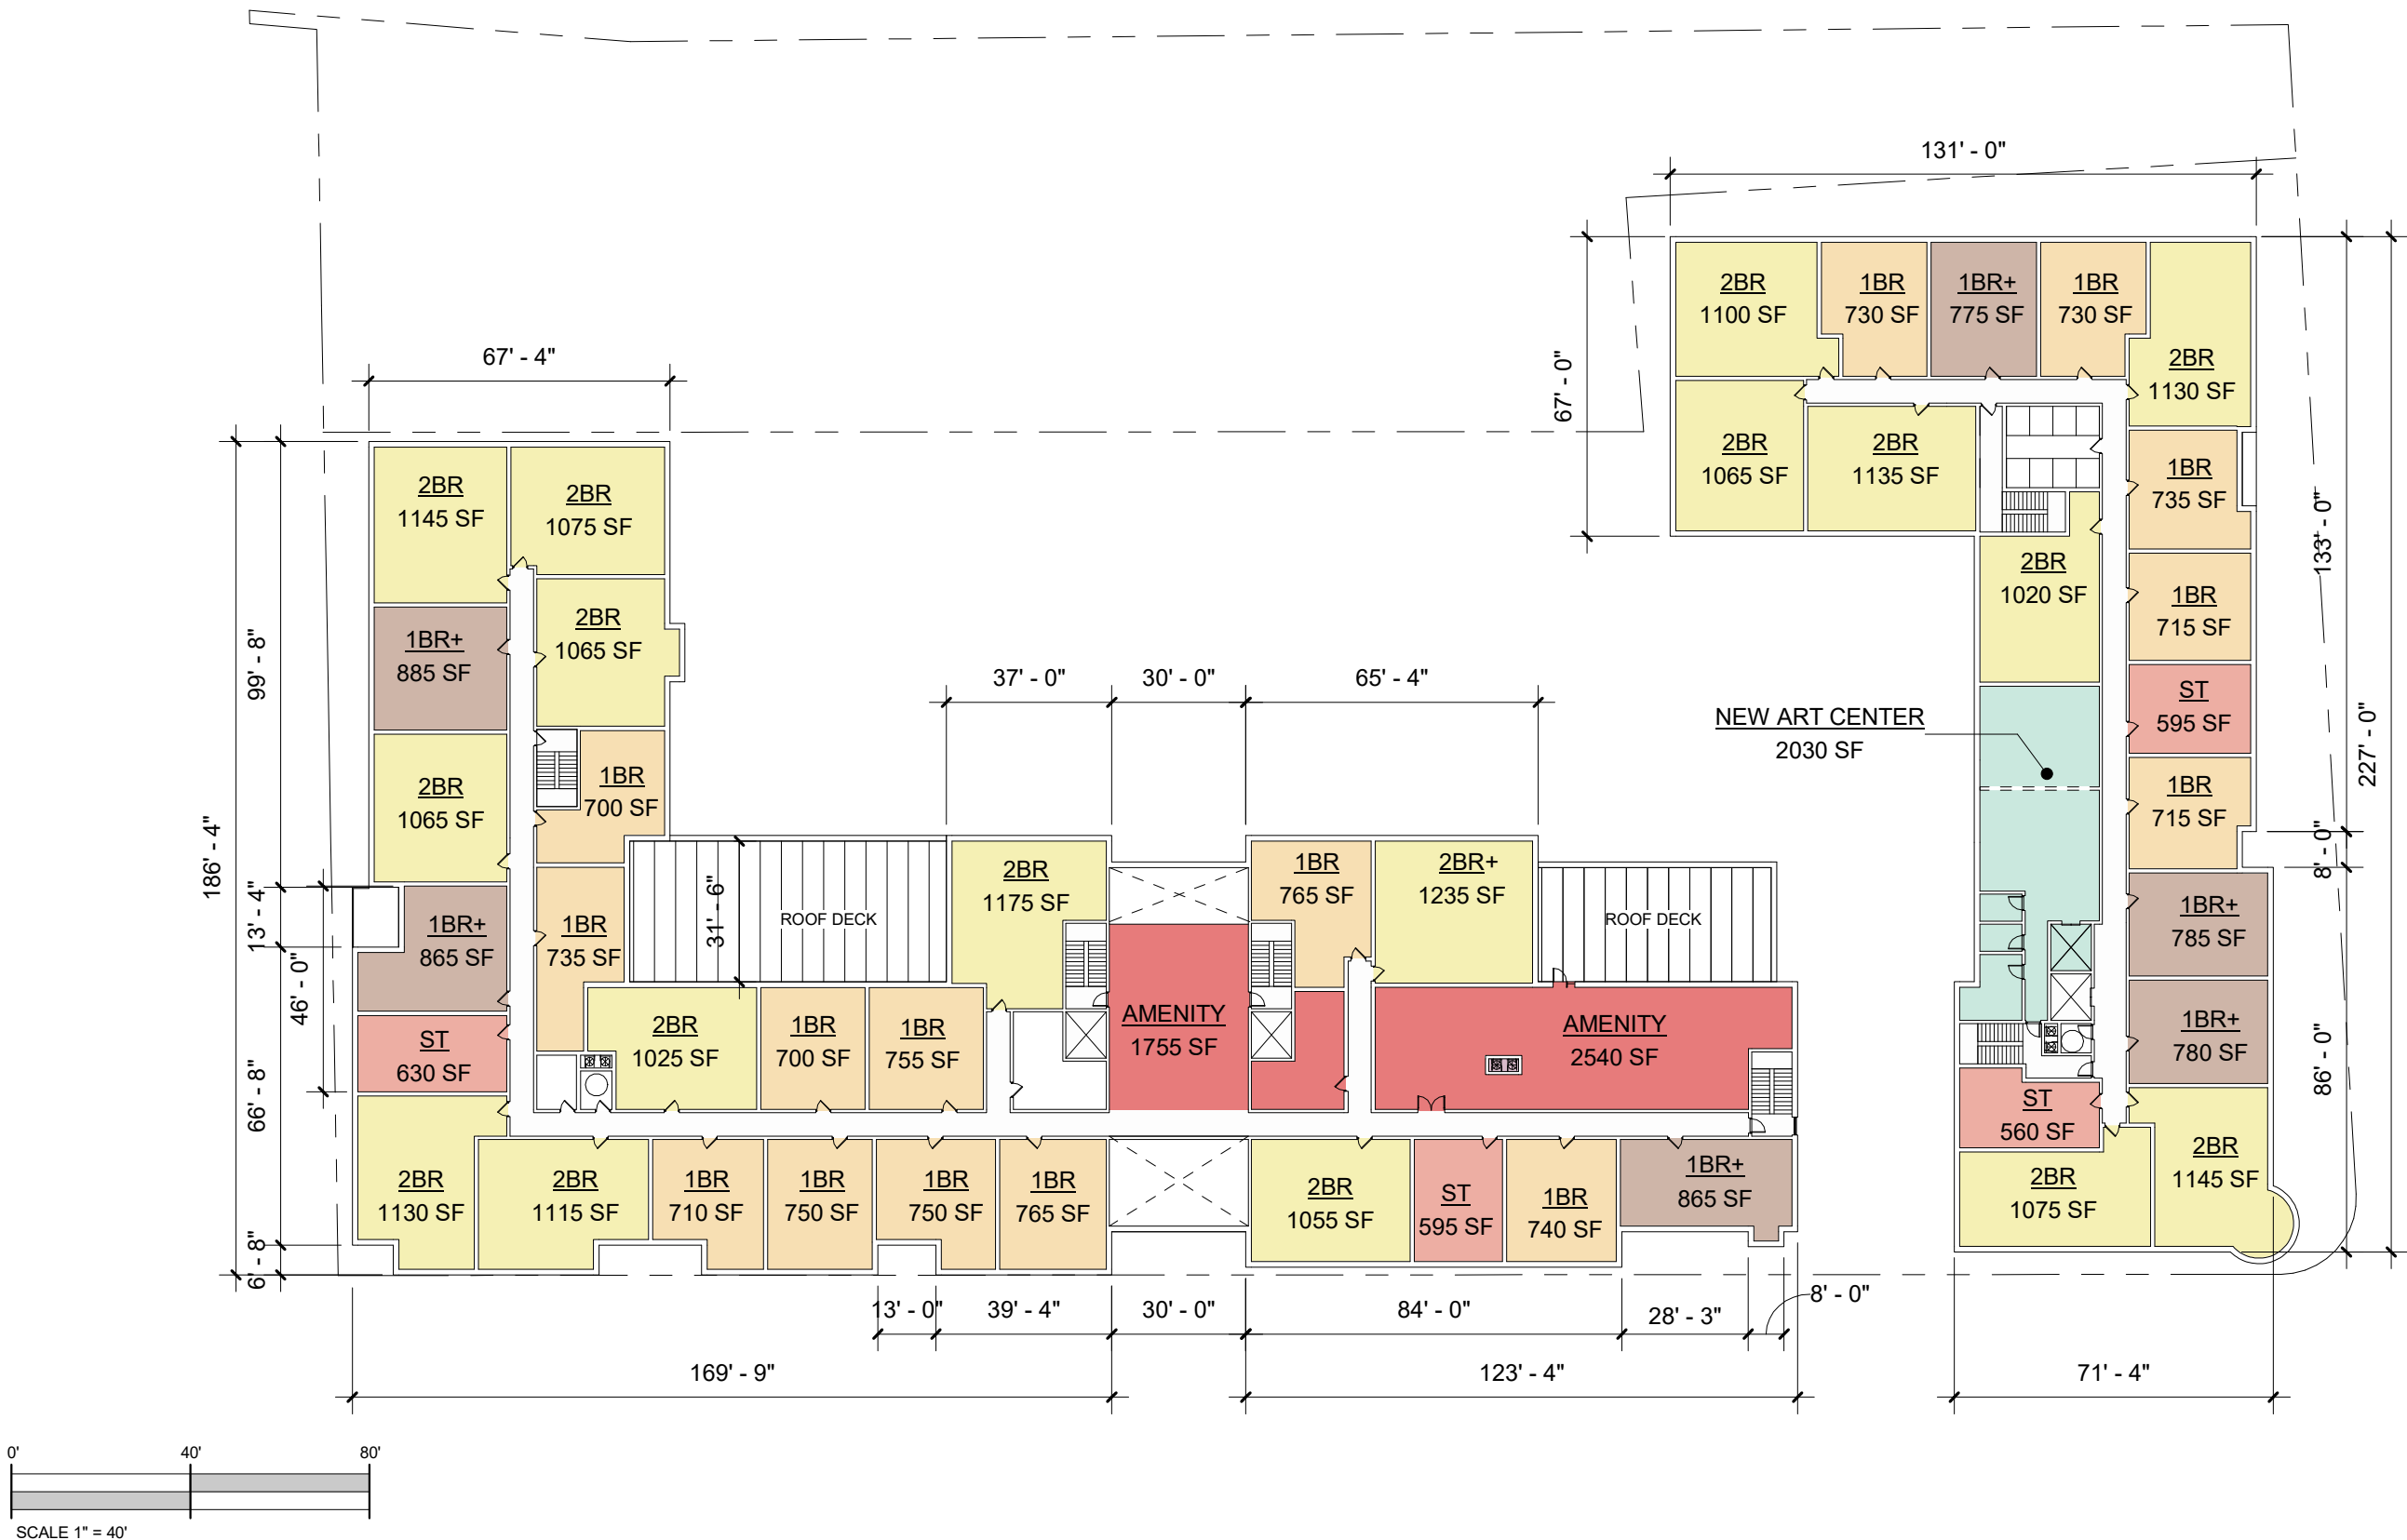 131' - 0"
2BR
1100 SF
1BR
730 SF
1BR+
775 SF
1BR
730 SF
2BR
1130 SF
67' - 0"
67' - 4"
2BR
1065 SF
2BR
1135 SF
1BR
735 SF
133' - 0"
2BR
1145 SF
2BR
1075 SF
2BR
1020 SF
1BR
715 SF
2BR
1065 SF
1BR+
885 SF
99' - 8"
37' - 0"
30' - 0"
65' - 4"
ST
595 SF
NEW ART CENTER
2030 SF
227' - 0"
2BR
1065 SF
1BR
700 SF
1BR
715 SF
186' - 4"
8' - 0"
13' - 4"
1BR+
865 SF
1BR
735 SF
31' - 6"
ROOF DECK
2BR
1175 SF
1BR
765 SF
2BR+
1235 SF
ROOF DECK
1BR+
785 SF
46' - 0"
ST
630 SF
2BR
1025 SF
1BR
700 SF
1BR
755 SF
AMENITY
1755 SF
AMENITY
2540 SF
1BR+
780 SF
86' - 0"
66' - 8"
ST
560 SF
2BR
1130 SF
2BR
1115 SF
1BR
710 SF
1BR
750 SF
1BR
750 SF
1BR
765 SF
2BR
1055 SF
ST
595 SF
1BR
740 SF
1BR+
865 SF
2BR
1075 SF
2BR
1145 SF
6' - 8"
13' - 0"
39' - 4"
30' - 0"
84' - 0"
28' - 3"
8' - 0"
169' - 9"
123' - 4"
71' - 4"
0'
40'
80'
SCALE 1" = 40'